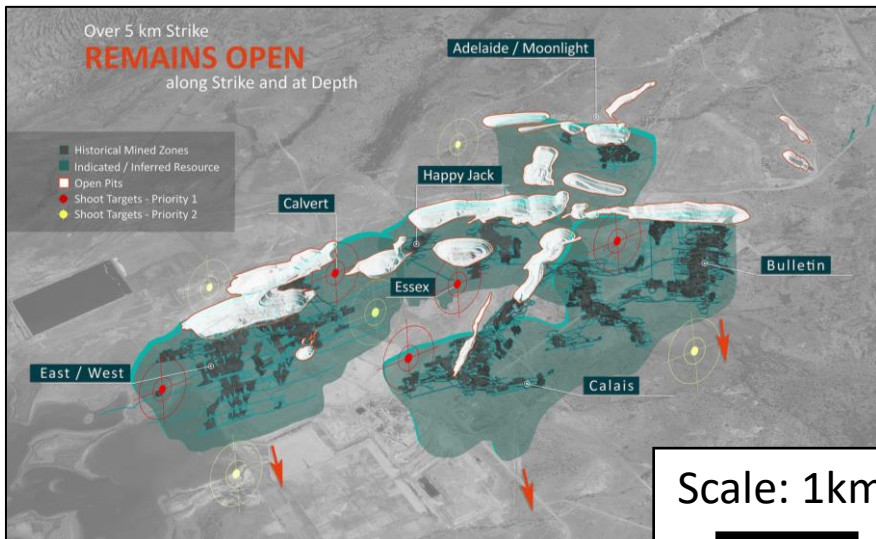 Over 5 km Strike
REMAINS OPEN
along Strike and at Depth
Adelaide / Moonlight
Historical Mined Zones
Indicated / Inferred Resource
Open Pits
Shoot Targets - Priority 1
Shoot Targets - Priority 2
Happy Jack
Calvert
Bulletin
Essex
East / West
Calais
Scale: 1km